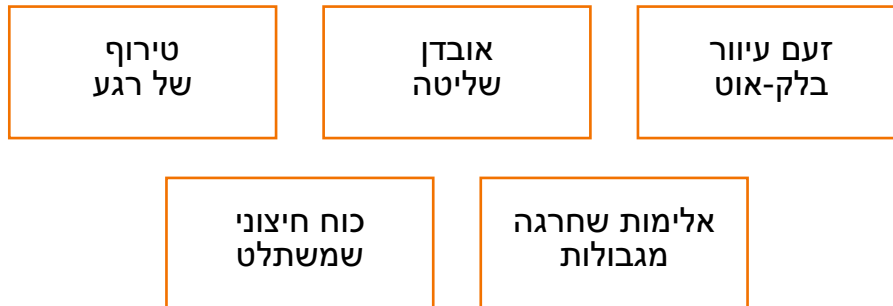 זעם עיוור
בלק-אוט
אובדן
שליטה
טירוף
של רגע
אלימות שחרגה
מגבולות
כוח חיצוני
שמשתלט